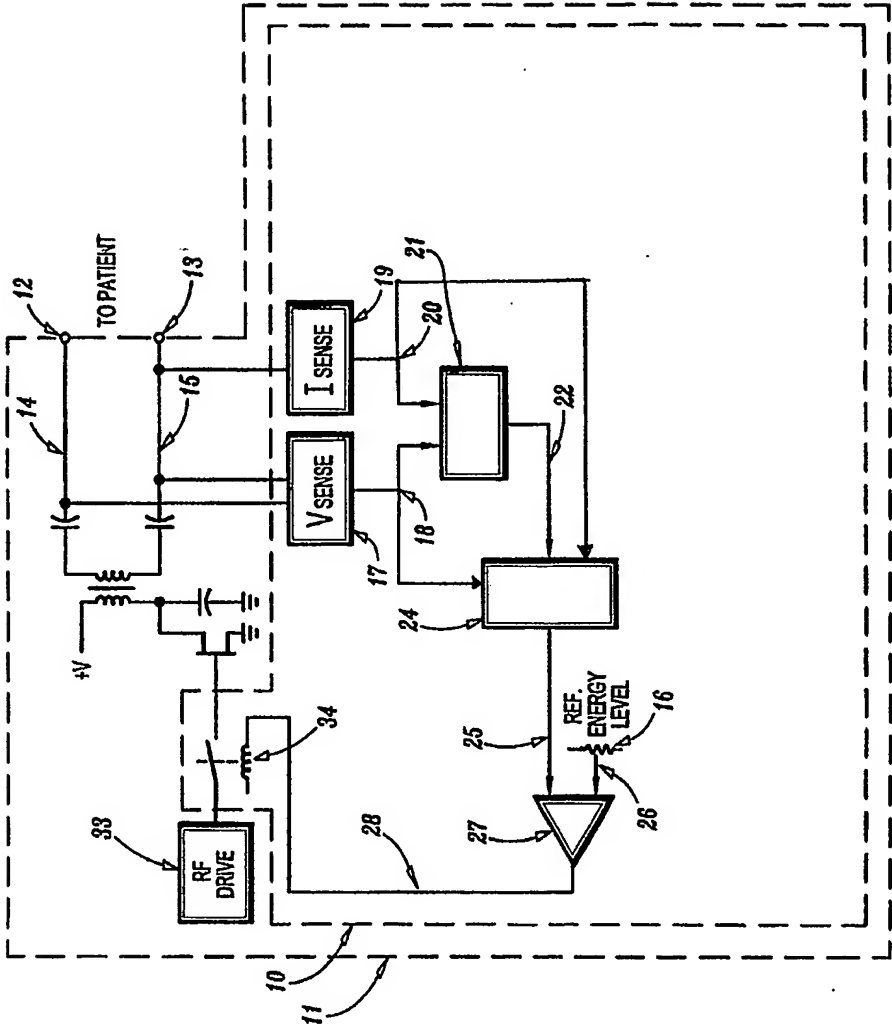 12
14
+V
33
TO PATIENT
13
15
RF
DRIVE
10
11
34
V SENSE
I SENSE
17
19
28
24
18
20
21
25
27
22
REF.
ENERGY
LEVEL
26
16